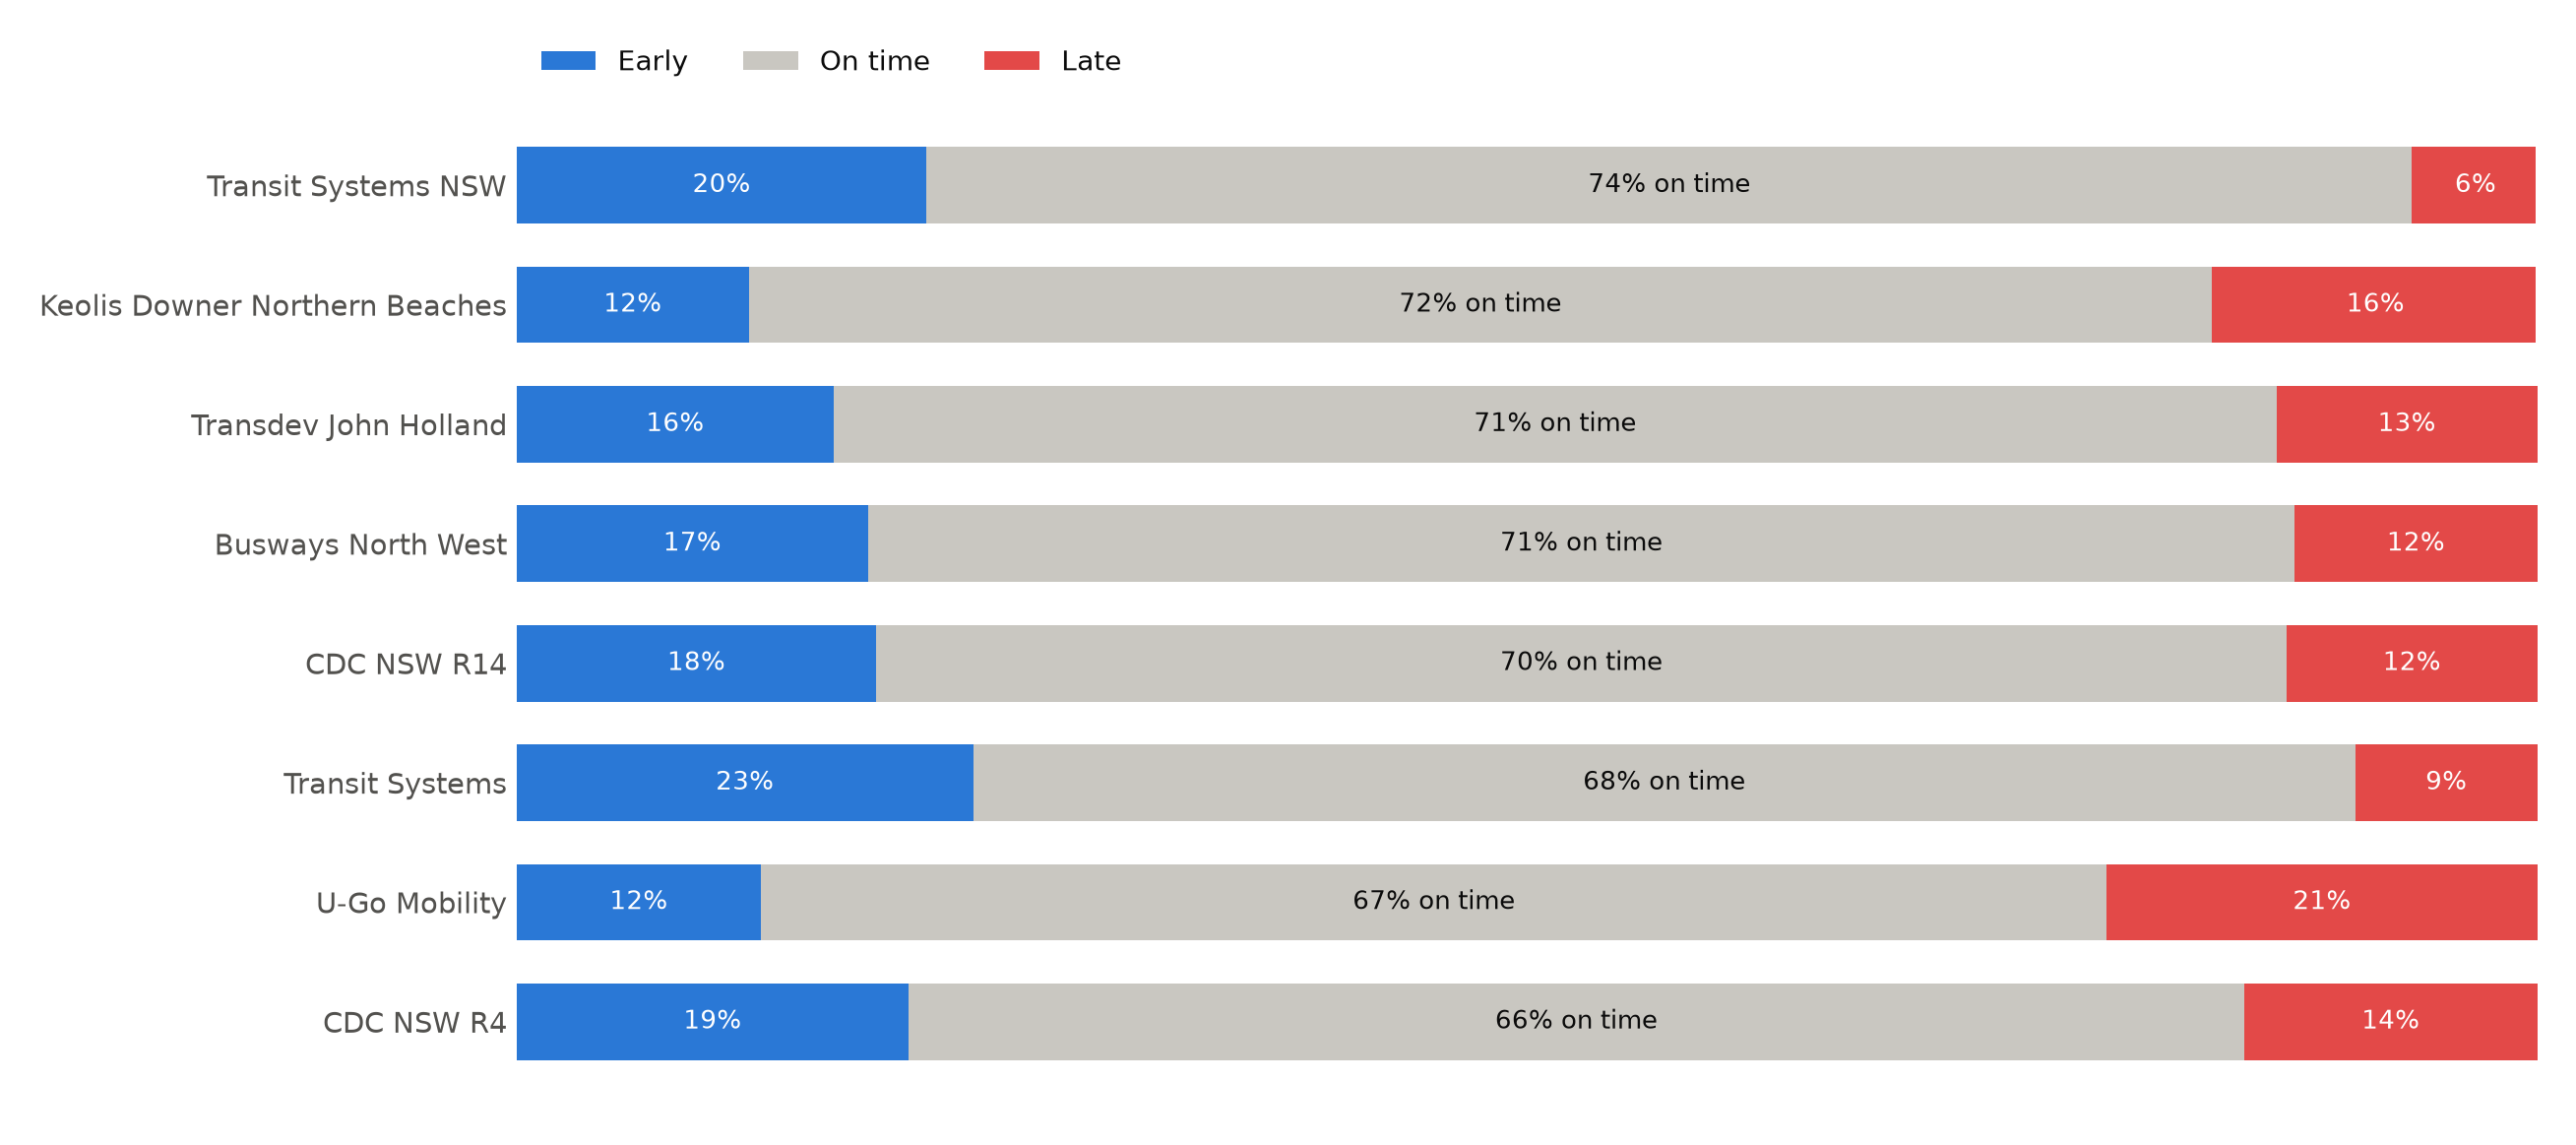 Early On time Late
Transit Systems NSW 20% 74% on time 6%
Keolis Downer Northern Beaches 12% 72% on time 16%
Transdev John Holland 16% 71% on time 13%
Busways North West 17% 71% on time 12%
CDC NSW R14 18% 70% on time 12%
Transit Systems 23% 68% on time 9%
U-Go Mobility 12% 67% on time 21%
CDC NSW R4 19% 66% on time 14%